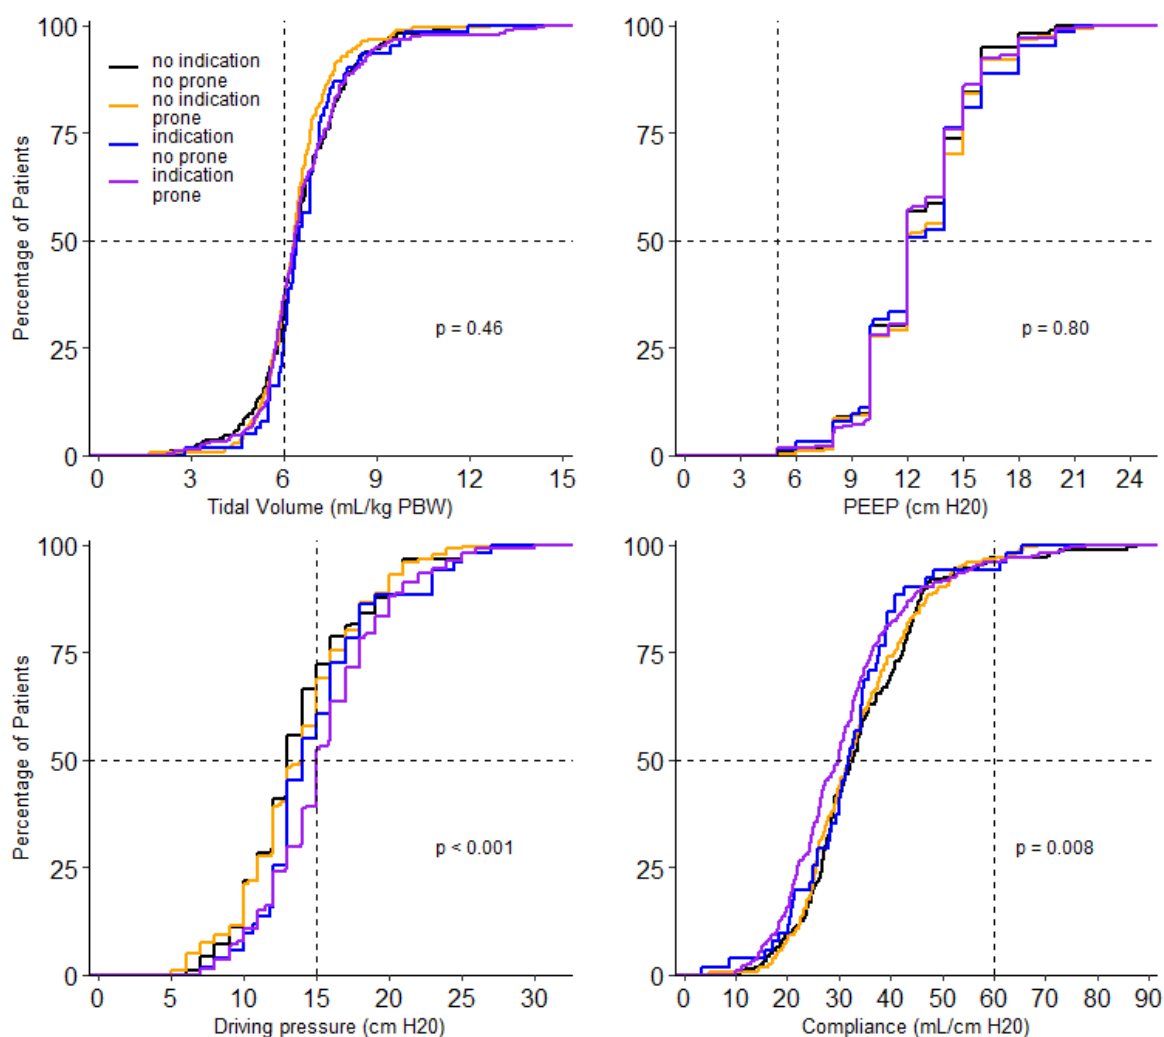 100
75
50
25
0
Percentage of Patients
no indication
no prone
no indication
prone
indication
no prone
indication
prone
p = 0.46
0 3 6 9 12 15
Tidal Volume (mL/kg PBW)
100
75
50
25
0
p = 0.80
0 3 6 9 12 15 18 21 24
PEEP (cm H20)
100
75
50
25
0
Percentage of Patients
p < 0.001
0 5 10 15 20 25 30
Driving pressure (cm H20)
100
75
50
25
0
p = 0.008
0 10 20 30 40 50 60 70 80 90
Compliance (mL/cm H20)